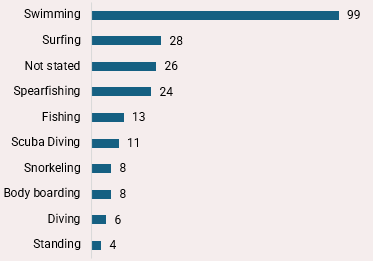 Swimming 99
Surfing 28
Not stated 26
Spearfishing 24
Fishing 13
Scuba Diving 11
Snorkeling 8
Body boarding 8
Diving 6
Standing 4